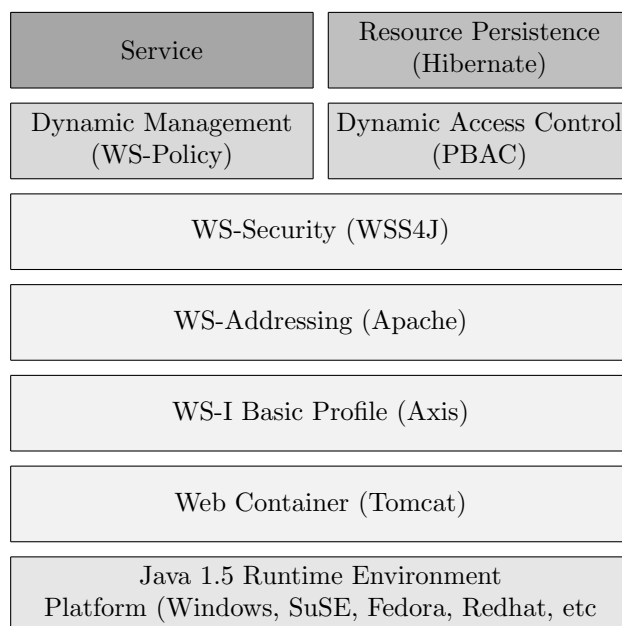 Service
Resource Persistence
(Hibernate)
Dynamic Management
(WS-Policy)
Dynamic Access Control
(PBAC)
WS-Security (WSS4J)
WS-Addressing (Apache)
WS-I Basic Profile (Axis)
Web Container (Tomcat)
Java 1.5 Runtime Environment
Platform (Windows, SuSE, Fedora, Redhat, etc